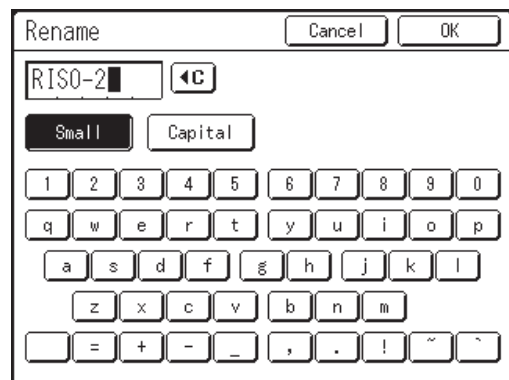 Rename Cancel OK
RISO-2 ◀C
Small Capital
1 2 3 4 5 6 7 8 9 0
q w e r t y u i o p
a s d f g h j k l
z x c v b n m
= + - _ , . ! ~ ^